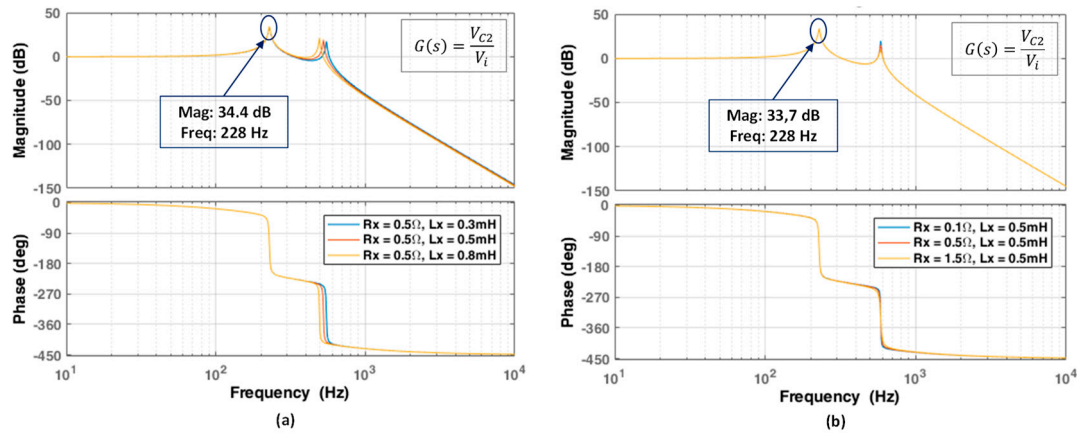 50
0
-50
-100
-150
Magnitude (dB)
G(s) = V_{C2} / V_i
Mag: 34.4 dB
Freq: 228 Hz
0
-90
-180
-270
-360
-450
Phase (deg)
Rx = 0.5Ω, Lx = 0.3mH
Rx = 0.5Ω, Lx = 0.5mH
Rx = 0.5Ω, Lx = 0.8mH
10^1
10^2
10^3
10^4
Frequency (Hz)
(a)
50
0
-50
-100
-150
Magnitude (dB)
G(s) = V_{C2} / V_i
Mag: 33,7 dB
Freq: 228 Hz
0
-90
-180
-270
-360
-450
Phase (deg)
Rx = 0.1Ω, Lx = 0.5mH
Rx = 0.5Ω, Lx = 0.5mH
Rx = 1.5Ω, Lx = 0.5mH
10^1
10^2
10^3
10^4
Frequency (Hz)
(b)